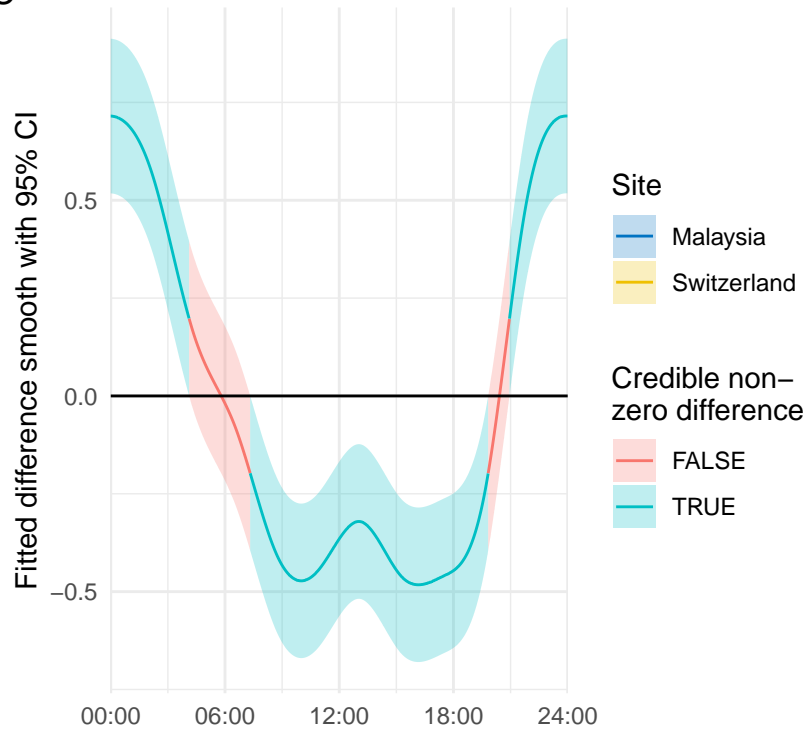 Fitted difference smooth with 95% CI
0.5
0.0
−0.5
00:00 06:00 12:00 18:00 24:00
Site
Malaysia
Switzerland
Credible non−
zero difference
FALSE
TRUE